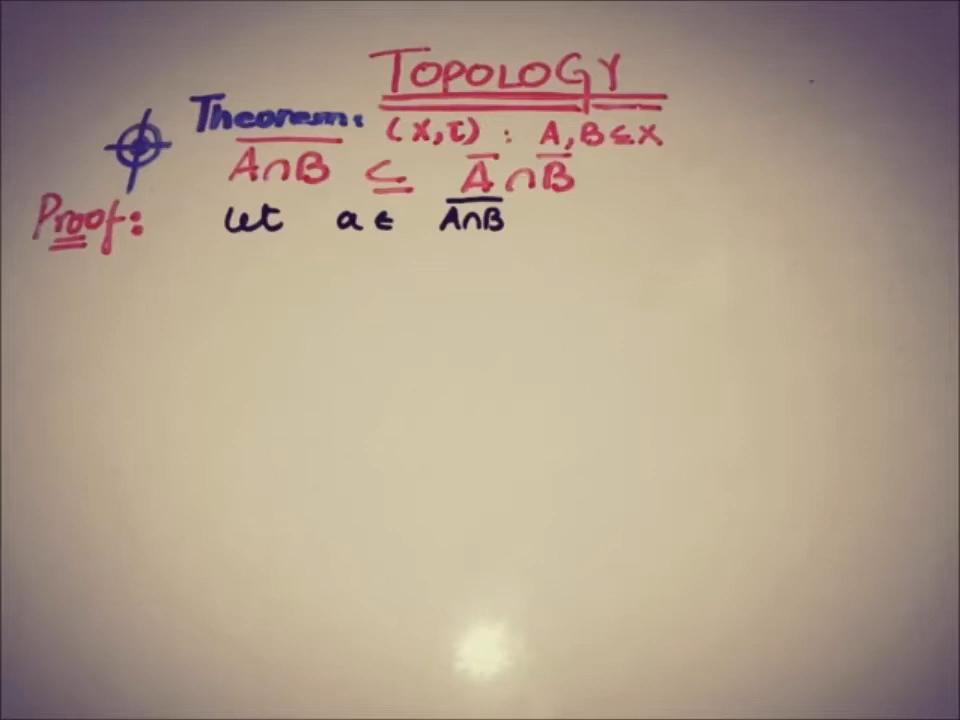 TOPOLOGY
Theorem: (X,τ) : A,B⊆X
A̅∩̅B̅ ⊆ A̅∩B̅
Proof: let a ∈ A̅∩̅B̅